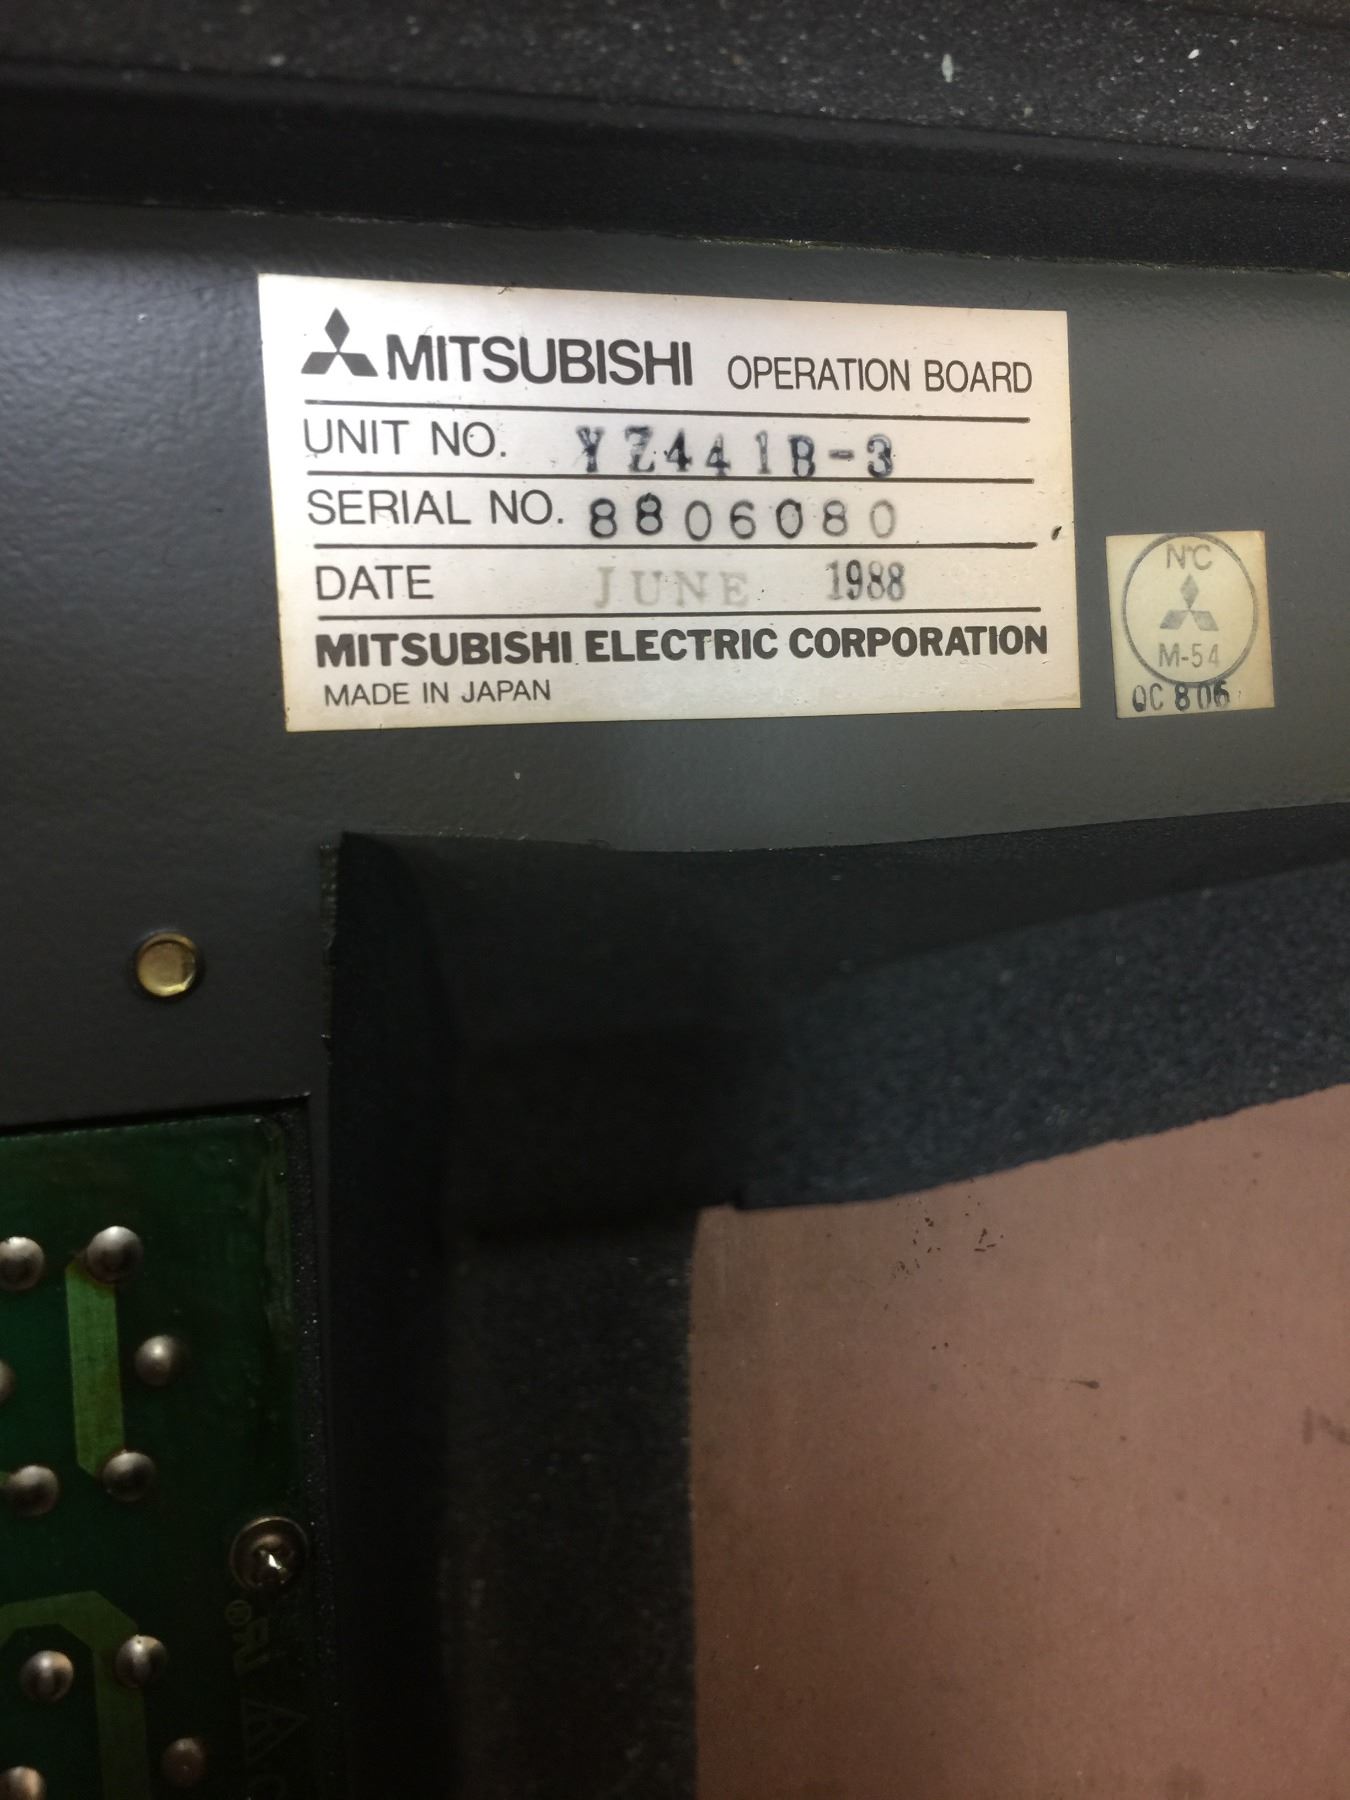 MITSUBISHI OPERATION BOARD
UNIT NO. YZ441B-3
SERIAL NO. 8806080
DATE JUNE 1988
MITSUBISHI ELECTRIC CORPORATION
MADE IN JAPAN
NC
M-54
QC 806